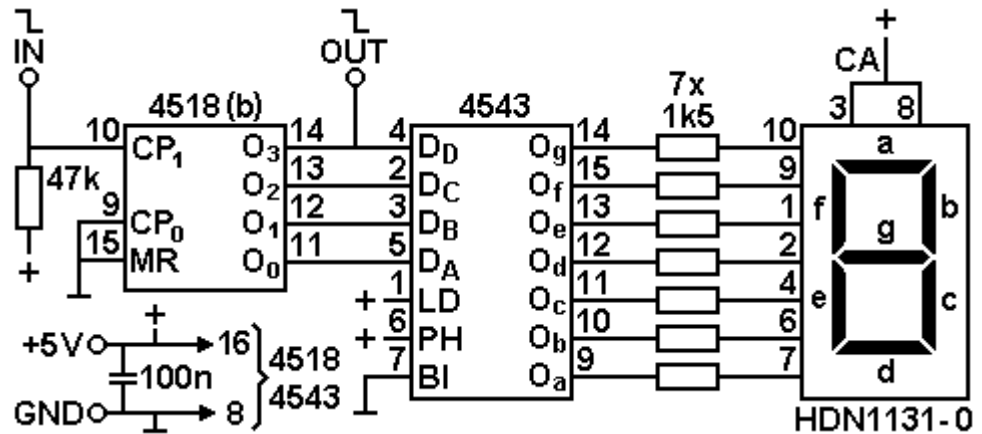 IN
OUT
+
CA
4518 (b)
4543
7x
1k5
3 8
10 CP1 O3 14
4 DD Og 14
10
a
47k
O2 13
2 DC Of 15
9
9 CP0 O1 12
3 DB Oe 13
1
f b
g
15 MR O0 11
5 DA Od 12
2
+
+ 1 LD Oc 11
4
e c
+ 6 PH Ob 10
6
7 BI Oa 9
7
d
+
+5V 16
100n
4518
4543
GND 8
HDN1131-0